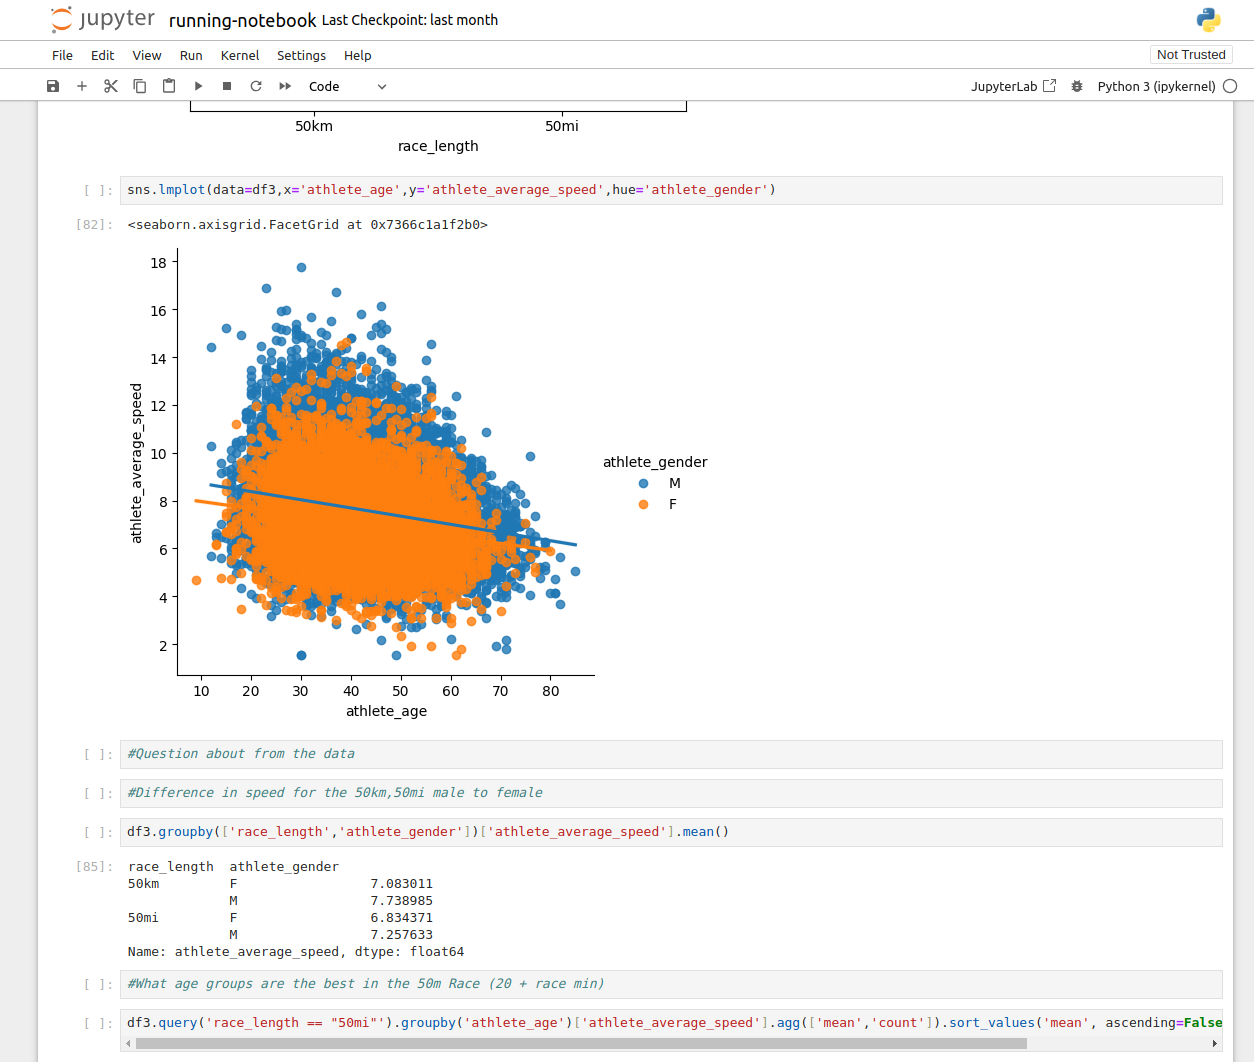 jupyter running-notebook Last Checkpoint: last month
File Edit View Run Kernel Settings Help Not Trusted
Code JupyterLab Python 3 (ipykernel)
50km 50mi
race_length
[ ]: sns.lmplot(data=df3,x='athlete_age',y='athlete_average_speed',hue='athlete_gender')
[82]: <seaborn.axisgrid.FacetGrid at 0x7366c1a1f2b0>
18
16
14
12
10
8
6
4
2
athlete_average_speed
athlete_gender
M
F
10 20 30 40 50 60 70 80
athlete_age
[ ]: #Question about from the data
[ ]: #Difference in speed for the 50km,50mi male to female
[ ]: df3.groupby(['race_length','athlete_gender'])['athlete_average_speed'].mean()
[85]: race_length athlete_gender
50km F 7.083011
M 7.738985
50mi F 6.834371
M 7.257633
Name: athlete_average_speed, dtype: float64
[ ]: #What age groups are the best in the 50m Race (20 + race min)
[ ]: df3.query('race_length == "50mi"').groupby('athlete_age')['athlete_average_speed'].agg(['mean','count']).sort_values('mean', ascending=False